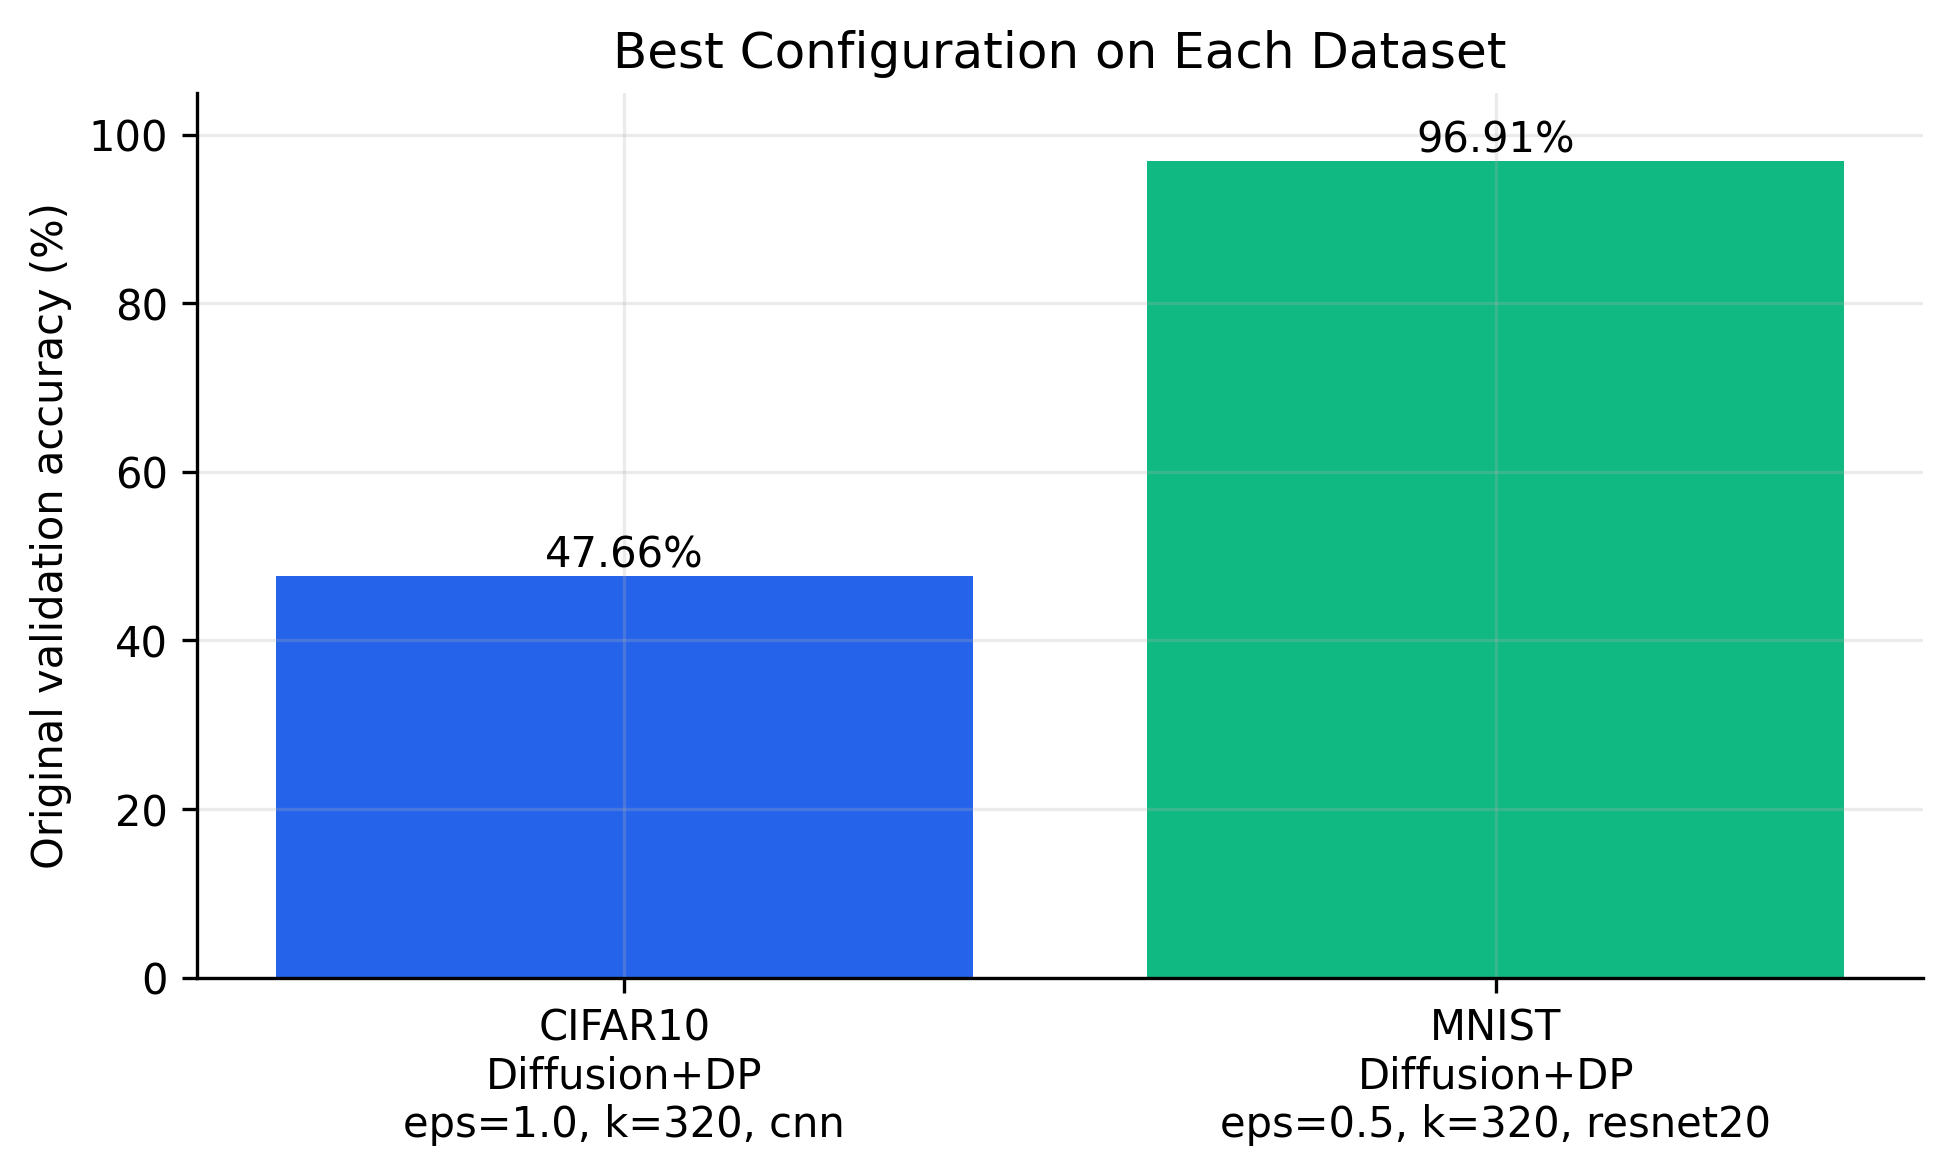 Best Configuration on Each Dataset
Original validation accuracy (%)
100
80
60
40
20
0
47.66%
96.91%
CIFAR10
Diffusion+DP
eps=1.0, k=320, cnn
MNIST
Diffusion+DP
eps=0.5, k=320, resnet20